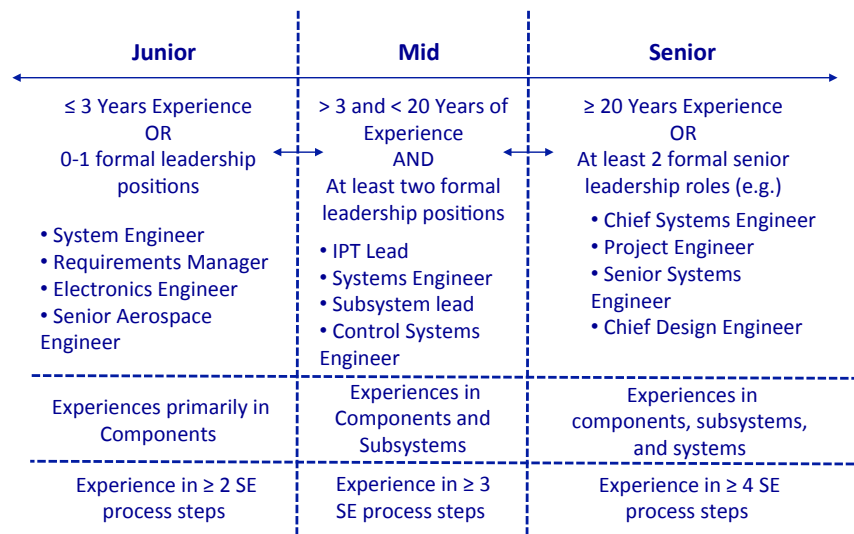 Junior
Mid
Senior
≤ 3 Years Experience
OR
0-1 formal leadership
positions
• System Engineer
• Requirements Manager
• Electronics Engineer
• Senior Aerospace
Engineer
> 3 and < 20 Years of
Experience
AND
At least two formal
leadership positions
• IPT Lead
• Systems Engineer
• Subsystem lead
• Control Systems
Engineer
≥ 20 Years Experience
OR
At least 2 formal senior
leadership roles (e.g.)
• Chief Systems Engineer
• Project Engineer
• Senior Systems
Engineer
• Chief Design Engineer
Experiences primarily in
Components
Experiences in
Components and
Subsystems
Experiences in
components, subsystems,
and systems
Experience in ≥ 2 SE
process steps
Experience in ≥ 3
SE process steps
Experience in ≥ 4 SE
process steps